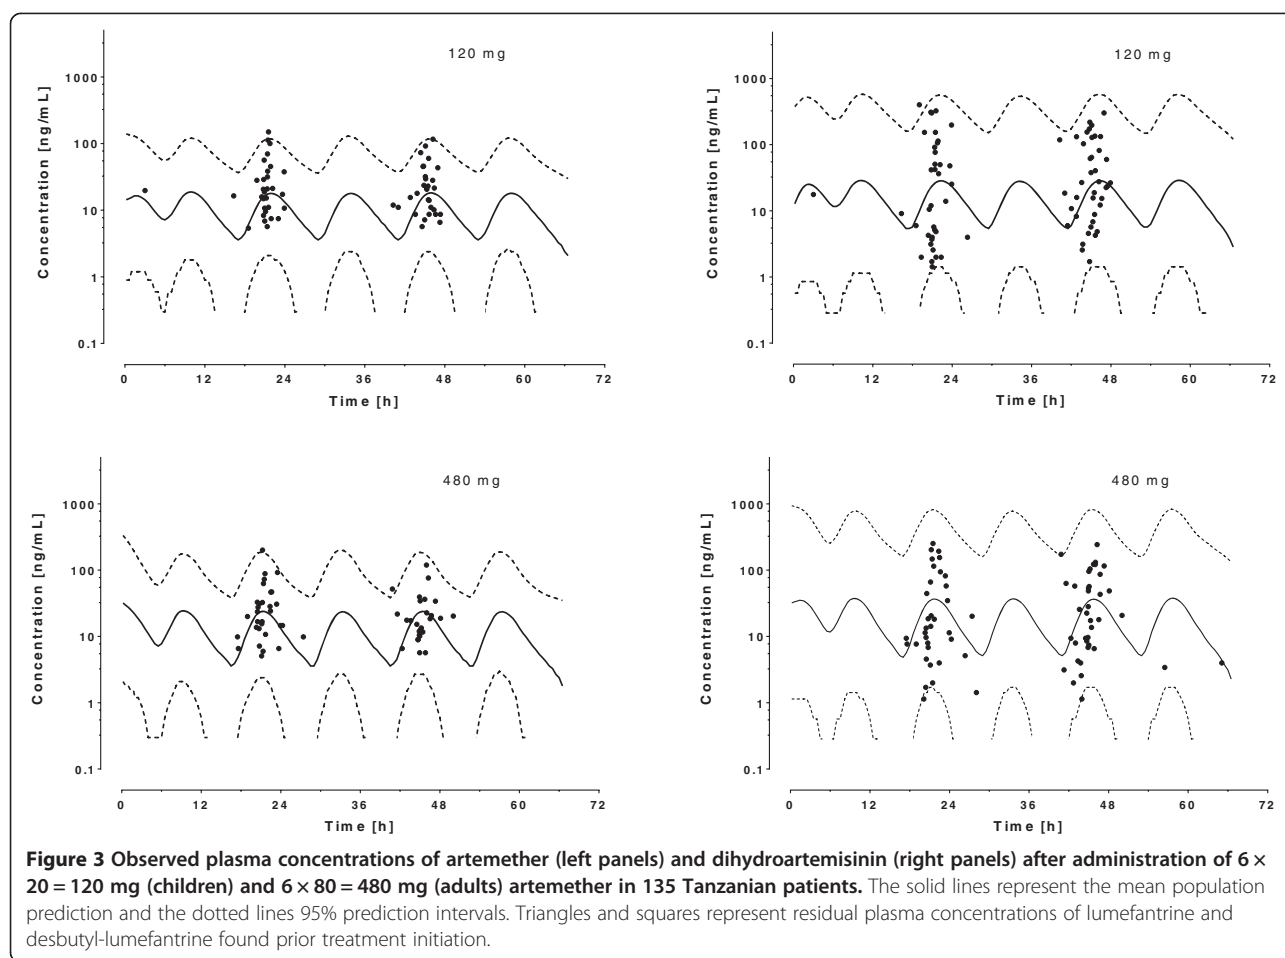 120 mg
1000
100
10
1
0.1
Concentration [ng/mL]
0 12 24 36 48 60 72
Time [h]
120 mg
1000
100
10
1
0.1
Concentration [ng/mL]
0 12 24 36 48 60 72
Time [h]
480 mg
1000
100
10
1
0.1
Concentration [ng/mL]
0 12 24 36 48 60 72
Time [h]
480 mg
1000
100
10
1
0.1
Concentration [ng/mL]
0 12 24 36 48 60 72
Time [h]
Figure 3 Observed plasma concentrations of artemether (left panels) and dihydroartemisinin (right panels) after administration of 6 ×
20 = 120 mg (children) and 6 × 80 = 480 mg (adults) artemether in 135 Tanzanian patients. The solid lines represent the mean population
prediction and the dotted lines 95% prediction intervals. Triangles and squares represent residual plasma concentrations of lumefantrine and
desbutyl-lumefantrine found prior treatment initiation.